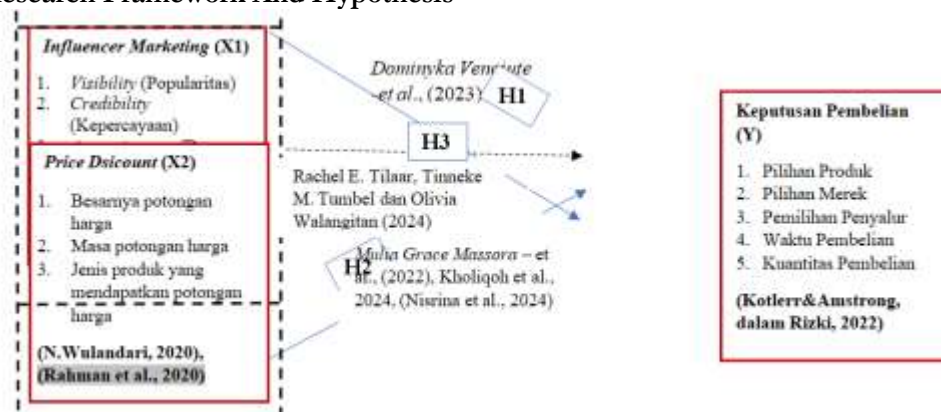 Research Framework And Hypothesis
Influencer Marketing (X1)
1. Visibility (Popularitas)
2. Credibility
(Kepercayaan)
Price Dsicount (X2)
1. Besarnya potongan
harga
2. Masa potongan harga
3. Jenis produk yang
mendapatkan potongan
harga
(N.Wulandari, 2020),
(Rahman et al., 2020)
Dominyka
et al., (2023)
H1
H3
Rachel E. Tilaar, Tinneke
M. Tumbel dan Olivia
Walangitan (2024)
H2
Grace Massora – et
al., (2022), Kholiqoh et al.,
2024, (Nisrina et al., 2024)
Keputusan Pembelian
(Y)
1. Pilihan Produk
2. Pilihan Merek
3. Pemilihan Penyalur
4. Waktu Pembelian
5. Kuantitas Pembelian
(Kotlerr&Amstrong,
dalam Rizki, 2022)